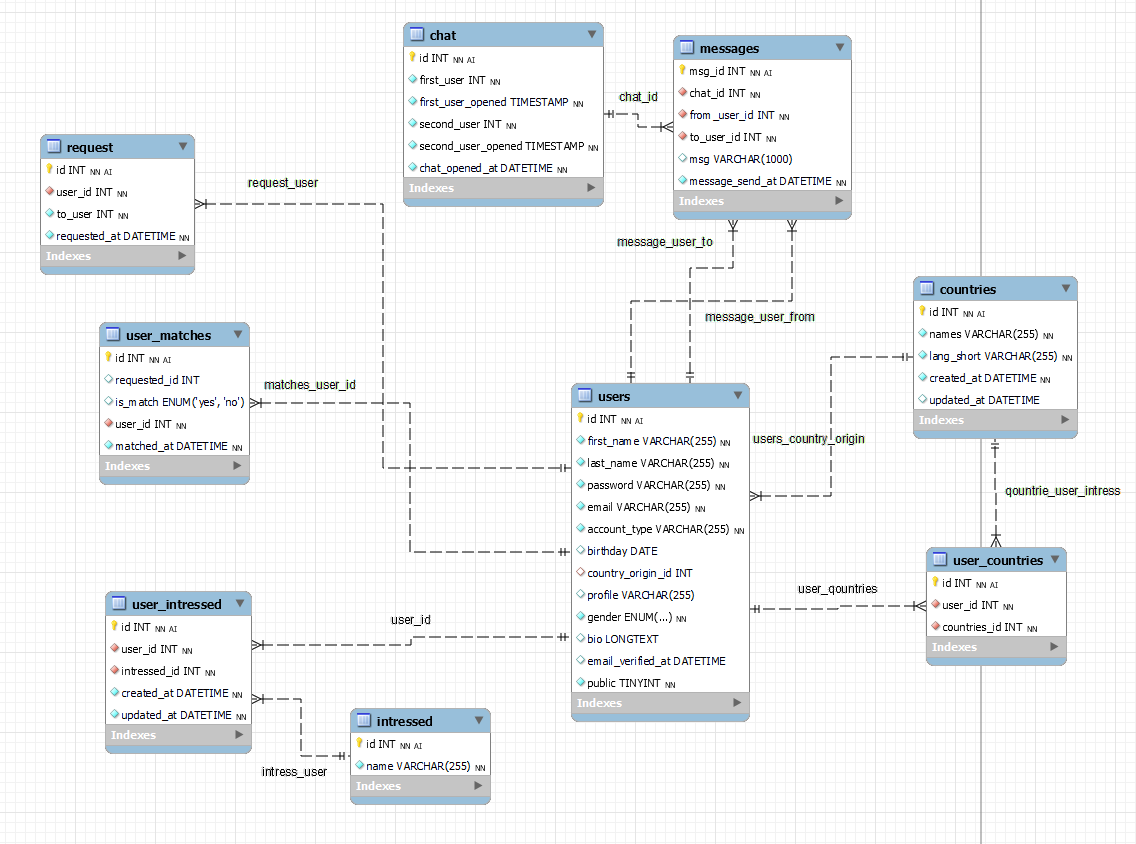 chat
id INT NN AI
first_user INT NN
first_user_opened TIMESTAMP NN
second_user INT NN
second_user_opened TIMESTAMP NN
chat_opened_at DATETIME NN
Indexes
chat_id
messages
msg_id INT NN AI
chat_id INT NN
from_user_id INT NN
to_user_id INT NN
msg VARCHAR(1000)
message_send_at DATETIME NN
Indexes
request
id INT NN AI
user_id INT NN
to_user INT NN
requested_at DATETIME NN
Indexes
request_user
message_user_to
message_user_from
user_matches
id INT NN AI
requested_id INT
is_match ENUM('yes', 'no')
user_id INT NN
matched_at DATETIME NN
Indexes
matches_user_id
countries
id INT NN AI
names VARCHAR(255) NN
lang_short VARCHAR(255) NN
created_at DATETIME NN
updated_at DATETIME
Indexes
users
id INT NN AI
first_name VARCHAR(255) NN
last_name VARCHAR(255) NN
password VARCHAR(255) NN
email VARCHAR(255) NN
account_type VARCHAR(255) NN
birthday DATE
country_origin_id INT
profile VARCHAR(255)
gender ENUM(...) NN
bio LONGTEXT
email_verified_at DATETIME
public TINYINT NN
Indexes
users_country_origin
qountrie_user_intress
user_countries
id INT NN AI
user_id INT NN
countries_id INT NN
Indexes
user_qountries
user_intressed
id INT NN AI
user_id INT NN
intressed_id INT NN
created_at DATETIME NN
updated_at DATETIME NN
Indexes
user_id
intressed
id INT NN AI
name VARCHAR(255) NN
Indexes
intress_user